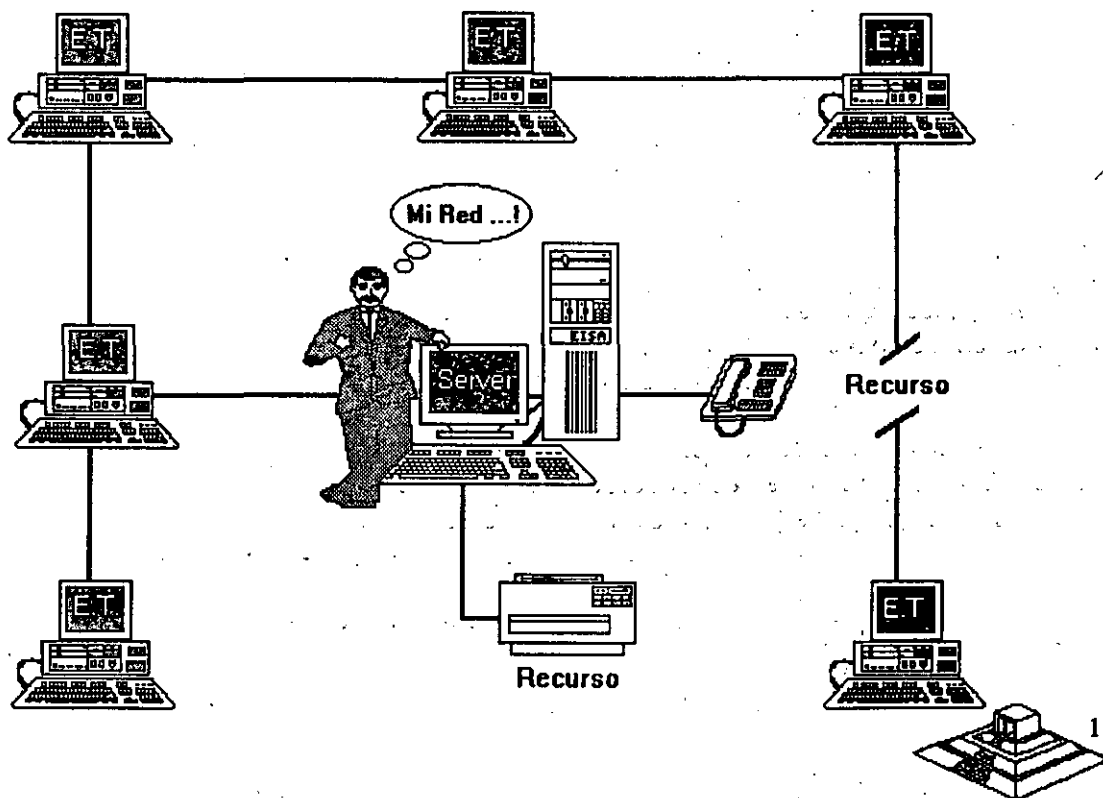 E.T
E.T
E.T
Mi Red ...!
EISA
E.T
Server
Recurso
Recurso
E.T
E.T
1